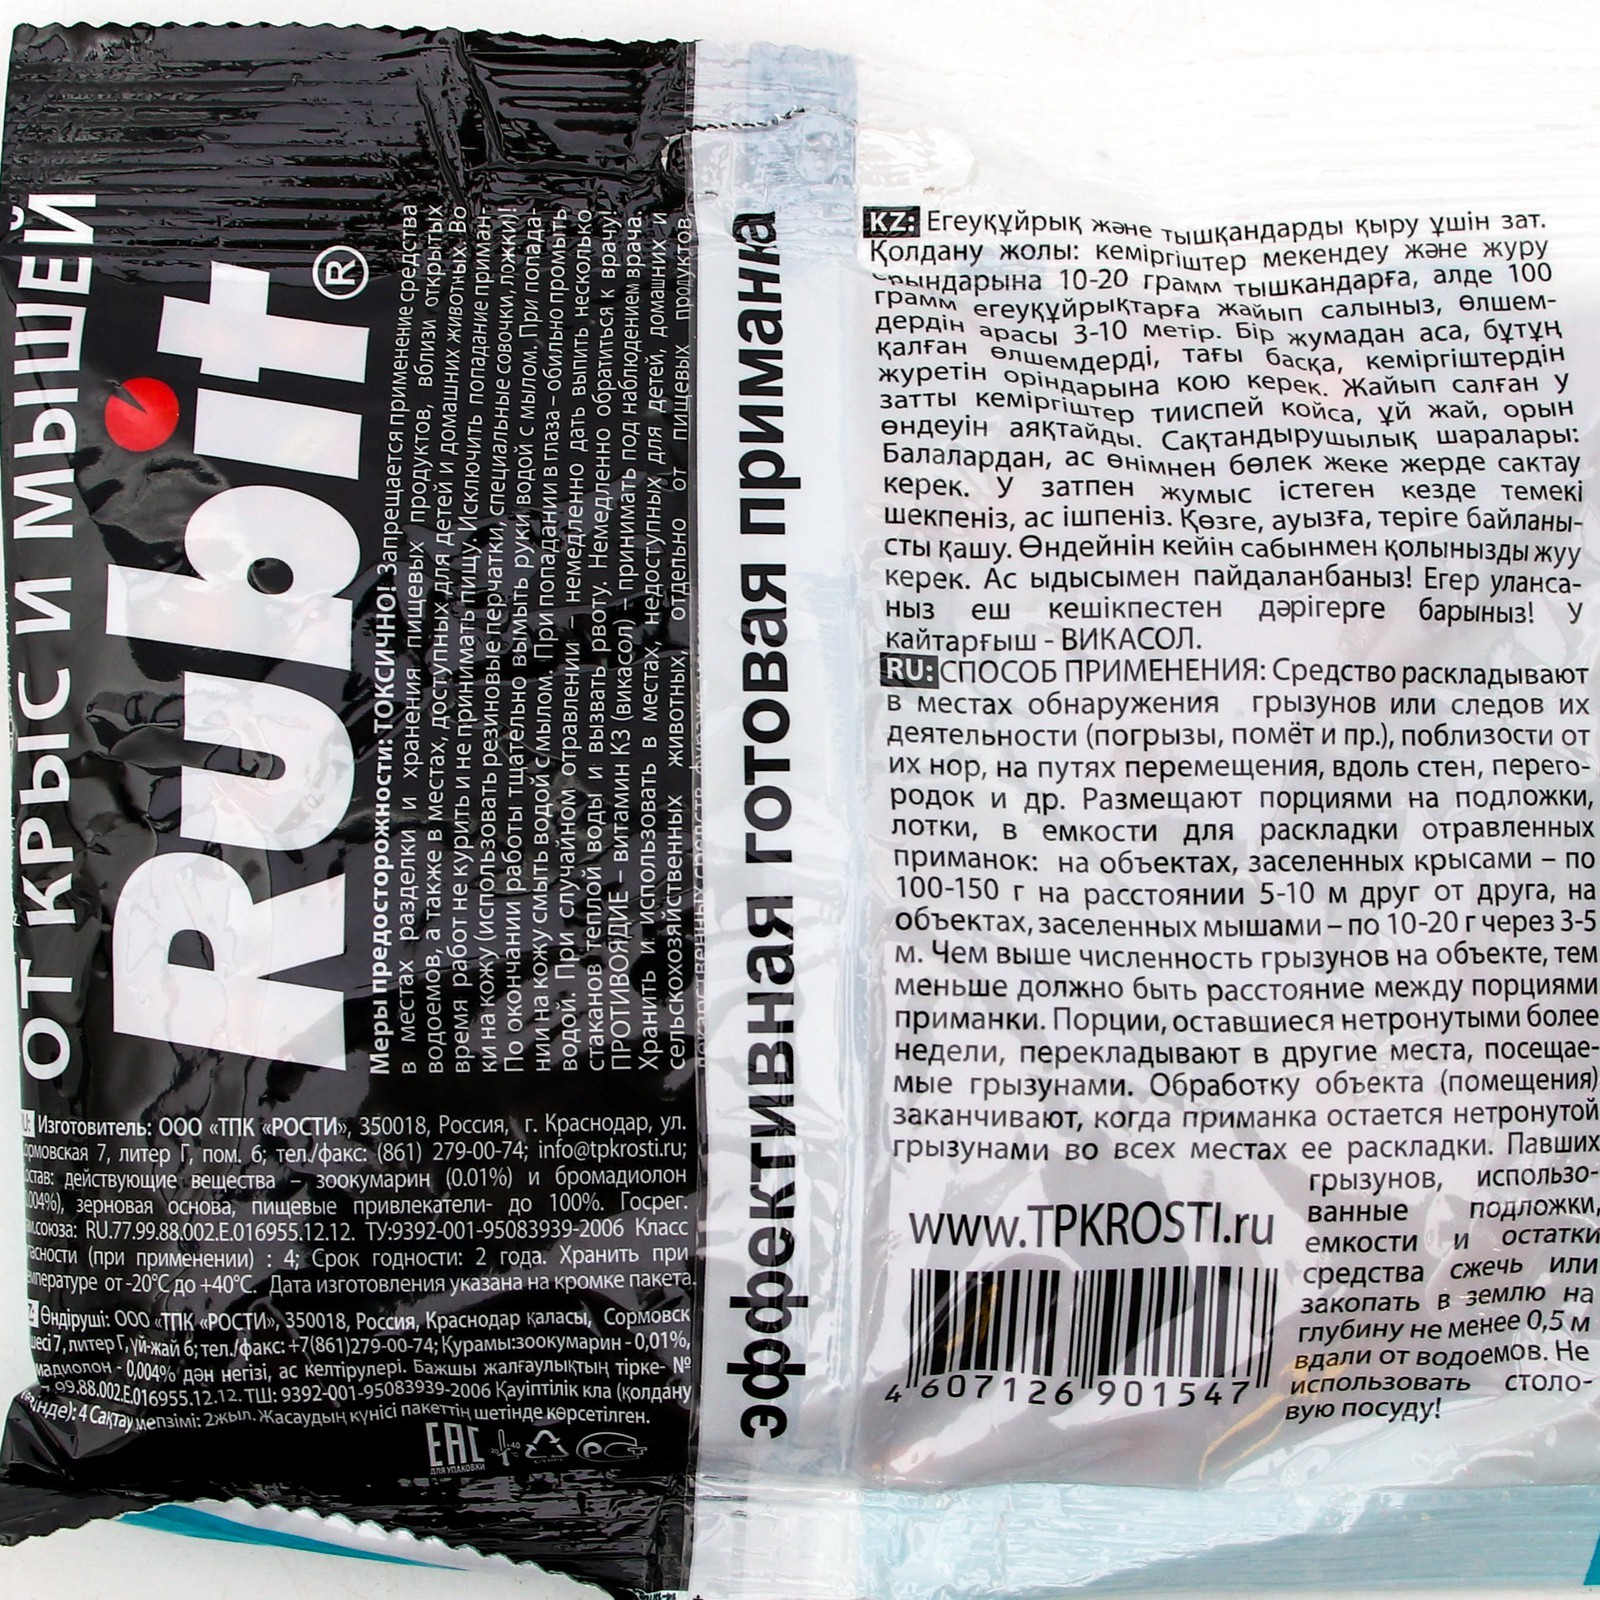 ОТ КРЫС И МЫШЕЙ
Rubit®
Меры предосторожности: ТОКСИЧНО! Запрещается применение средства
в местах разделки и хранения пищевых продуктов, вблизи открытых
водоемов, а также в местах, доступных для детей и домашних животных. Во
время работ не курить и не принимать пищу. Исключить попадание приман-
ки на кожу (использовать резиновые перчатки, специальные совочки, ложки)!
По окончании работы тщательно вымыть руки водой с мылом. При попада-
нии на кожу смыть водой с мылом. При попадании в глаза – обильно промыть
водой. При случайном отравлении – немедленно дать выпить несколько
стаканов теплой воды и вызвать рвоту. Немедленно обратиться к врачу!
ПРОТИВОЯДИЕ – витамин К3 (викасол) – принимать под наблюдением врача.
Хранить и использовать в местах, недоступных для детей, домашних и
сельскохозяйственных животных, отдельно от пищевых продуктов,
Изготовитель: ООО «ТПК «РОСТИ», 350018, Россия, г. Краснодар, ул.
7, литер Г, пом. 6; тел./факс: (861) 279-00-74; info@tpkrosti.ru;
действующие вещества – зоокумарин (0.01%) и бромадиолон
зерновая основа, пищевые привлекатели- до 100%. Госрег.
RU.77.99.88.002.Е.016955.12.12. ТУ:9392-001-95083939-2006 Класс
(при применении) : 4; Срок годности: 2 года. Хранить при
от -20°С до +40°С. Дата изготовления указана на кромке пакета.
Өндіруші: ООО «ТПК «РОСТИ», 350018, Россия, Краснодар қаласы, Сормовск
7, литер Г, үй-жай 6; тел./факс: +7(861)279-00-74; Құрамы:зоокумарин - 0,01%,
- 0,004% дән негізі, ас келтірулері. Бажшы жалғаулықтың тірке- №
99.88.002.Е.016955.12.12. ТШ: 9392-001-95083939-2006 Қауіптілік кла (қолдану
4 Сақтау мепзімі: 2жыл. Жасаудың күнісі пакеттің шетінде көрсетілген.
ЕАС
ДЛЯ УПАКОВКИ
эффективная готовая приманка
KZ: Егеуқұйрық және тышқандарды қыру үшін зат.
Қолдану жолы: кеміргіштер мекендеу және журу
орындарына 10-20 грамм тышкандарға, алде 100
грамм егеуқұйрықтарға жайып салыныз, өлшем-
дердін арасы 3-10 метір. Бір жумадан аса, бұтұң
қалған өлшемдерді, тағы басқа, кеміргіштердін
журетін оріндарына кою керек. Жайып салған у
затты кеміргіштер тииспей койса, ұй жай, орын
өндеуін аяқтайды. Сақтандырушылық шаралары:
Балалардан, ас өнімнен бөлек жеке жерде сактау
керек. У затпен жумыс істеген кезде темекі
шекпеніз, ас ішпеніз. Қөзге, ауызға, теріге байланы-
сты қашу. Өндейнін кейін сабынмен қолынызды жуу
керек. Ас ыдысымен пайдаланбаныз! Егер уланса-
ныз еш кешікпестен дәрігерге барыныз! У
кайтарғыш - ВИКАСОЛ.
RU: СПОСОБ ПРИМЕНЕНИЯ: Средство раскладывают
в местах обнаружения грызунов или следов их
деятельности (погрызы, помёт и пр.), поблизости от
их нор, на путях перемещения, вдоль стен, перего-
родок и др. Размещают порциями на подложки,
лотки, в емкости для раскладки отравленных
приманок: на объектах, заселенных крысами – по
100-150 г на расстоянии 5-10 м друг от друга, на
объектах, заселенных мышами – по 10-20 г через 3-5
м. Чем выше численность грызунов на объекте, тем
меньше должно быть расстояние между порциями
приманки. Порции, оставшиеся нетронутыми более
недели, перекладывают в другие места, посещае-
мые грызунами. Обработку объекта (помещения)
заканчивают, когда приманка остается нетронутой
грызунами во всех местах ее раскладки. Павших
грызунов, использо-
ванные подложки,
емкости и остатки
средства сжечь или
закопать в землю на
глубину не менее 0,5 м
вдали от водоемов. Не
использовать столо-
вую посуду!
www.TPKROSTI.ru
4 607126 901547